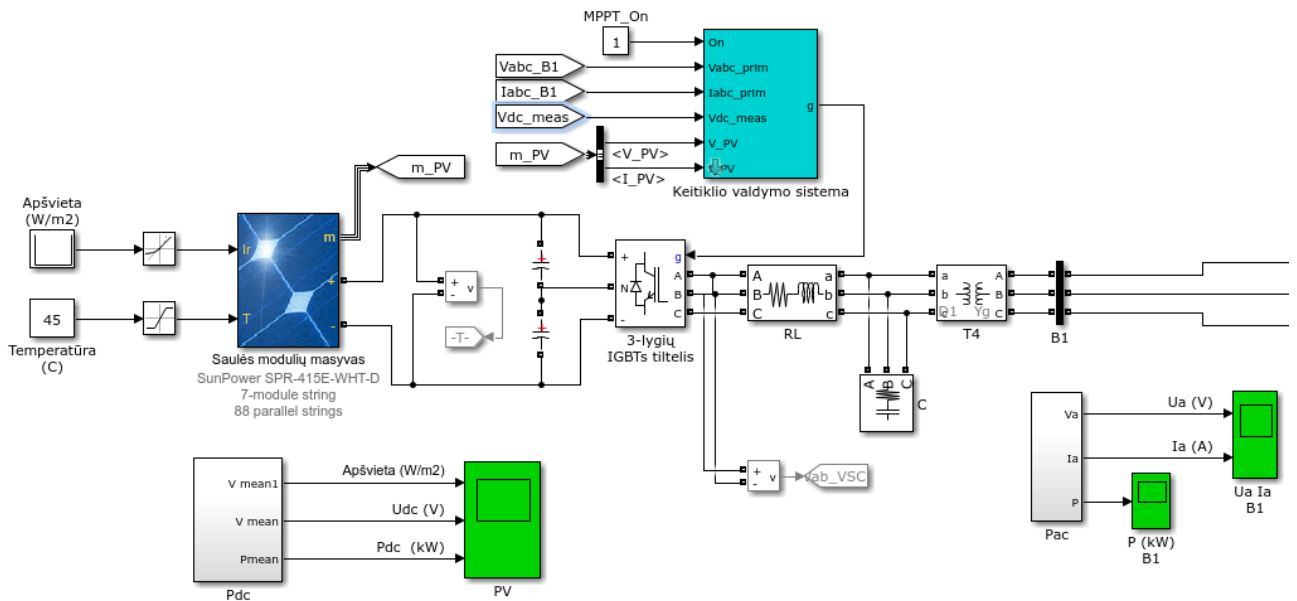 MPPT_On
1
On
Vabc_B1
Vabc_prim
Iabc_B1
Iabc_prim
Vdc_meas
Vdc_meas
g
m_PV
<V_PV>
V_PV
<I_PV>
Keitiklio valdymo sistema
m_PV
Apšvieta
(W/m2)
Ir
m
+
T
-
45
Temperatūra
(C)
Saulės modulių masyvas
SunPower SPR-415E-WHT-D
7-module string
88 parallel strings
+
-
v
-T-
+
+
+
N
-
g
A
B
C
3-lygių
IGBTs tiltelis
A
B
C
a
b
c
RL
a
b
c
A
B
C
D1
Yg
T4
B1
A
B
C
C
+
-
v
vab_VSC
V mean1
V mean
Pmean
Pdc
Apšvieta (W/m2)
Udc (V)
Pdc (kW)
PV
Va
Ia
P
Pac
Ua (V)
Ia (A)
Ua Ia
B1
P (kW)
B1